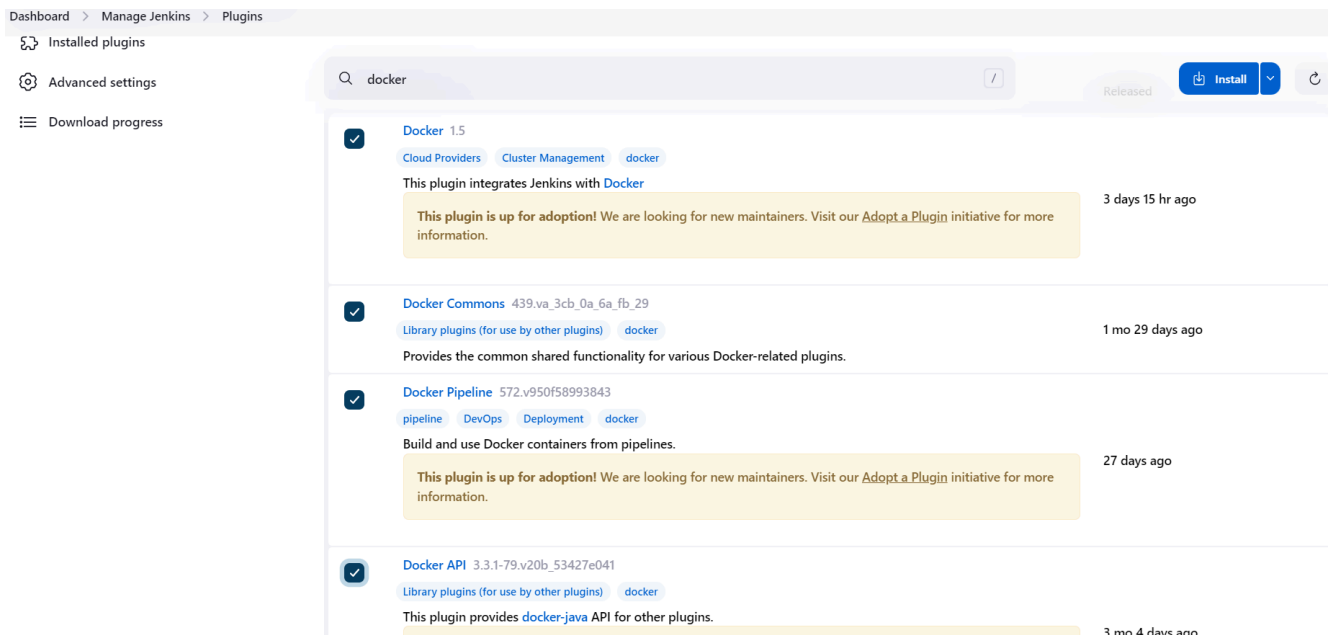 Dashboard > Manage Jenkins > Plugins
Installed plugins
Advanced settings
Download progress
docker /
Released
Install
Docker 1.5
Cloud Providers Cluster Management docker
This plugin integrates Jenkins with Docker
This plugin is up for adoption! We are looking for new maintainers. Visit our Adopt a Plugin initiative for more
information.
3 days 15 hr ago
Docker Commons 439.va_3cb_0a_6a_fb_29
Library plugins (for use by other plugins) docker
Provides the common shared functionality for various Docker-related plugins.
1 mo 29 days ago
Docker Pipeline 572.v950f58993843
pipeline DevOps Deployment docker
Build and use Docker containers from pipelines.
This plugin is up for adoption! We are looking for new maintainers. Visit our Adopt a Plugin initiative for more
information.
27 days ago
Docker API 3.3.1-79.v20b_53427e041
Library plugins (for use by other plugins) docker
This plugin provides docker-java API for other plugins.
3 mo 4 days ago